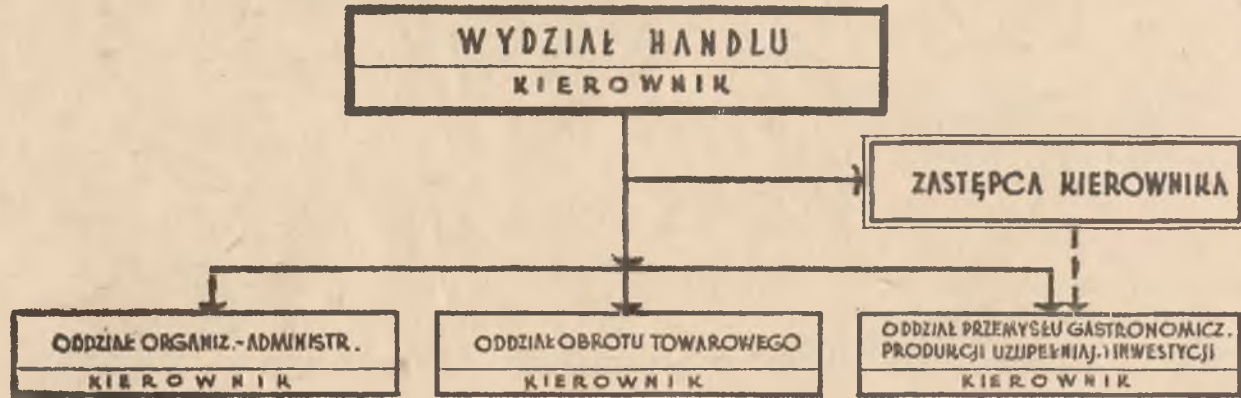 WYDZIAŁ HANDLU
KIEROWNIK
ZASTĘPCA KIEROWNIKA
ODDZIAŁ ORGANIZ.-ADMINISTR.
KIEROWNIK
ODDZIAŁ OBROTU TOWAROWEGO
KIEROWNIK
ODDZIAŁ PRZEMYSŁU GASTRONOMICZ.
PRODUKCJI UZUPEŁNIAJ. I INWESTYCJI
KIEROWNIK